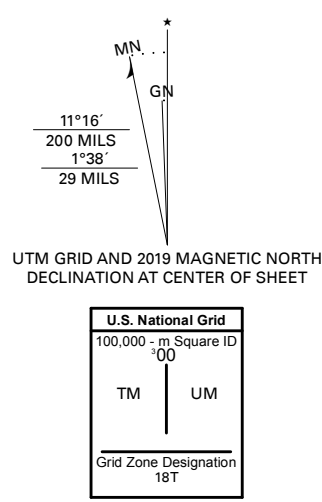 ★
MN
GN
11°16´
200 MILS
1°38´
29 MILS
UTM GRID AND 2019 MAGNETIC NORTH
DECLINATION AT CENTER OF SHEET
U.S. National Grid
100,000 - m Square ID
³00
TM UM
Grid Zone Designation
18T